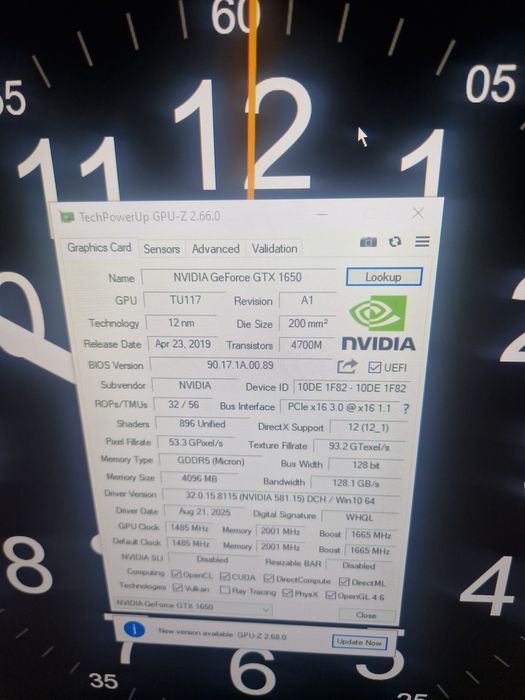 60
55
05
12
11
1
TechPowerUp GPU-Z 2.66.0
Graphics Card Sensors Advanced Validation
Name NVIDIA GeForce GTX 1650 Lookup
GPU TU117 Revision A1
Technology 12 nm Die Size 200 mm²
NVIDIA
Release Date Apr 23, 2019 Transistors 4700M
BIOS Version 90.17.1A.00.89 UEFI
Subvendor NVIDIA Device ID 10DE 1F82 - 10DE 1F82
ROPs/TMUs 32 / 56 Bus Interface PCIe x16 3.0 @ x16 1.1 ?
Shaders 896 Unified DirectX Support 12 (12_1)
Pixel Fillrate 53.3 GPixel/s Texture Fillrate 93.2 GTexel/s
Memory Type GDDR5 (Micron) Bus Width 128 bit
Memory Size 4096 MB Bandwidth 128.1 GB/s
Driver Version 32.0.15.8115 (NVIDIA 581.15) DCH / Win10 64
Driver Date Aug 21, 2025 Digital Signature WHQL
GPU Clock 1485 MHz Memory 2001 MHz Boost 1665 MHz
Default Clock 1485 MHz Memory 2001 MHz Boost 1665 MHz
NVIDIA SLI Disabled Resizable BAR Disabled
Computing OpenCL CUDA DirectCompute DirectML
Technologies Vulkan Ray Tracing PhysX OpenGL 4.6
NVIDIA GeForce GTX 1650 Close
New version available: GPU-Z 2.68.0 Update Now
8
4
6
35
25